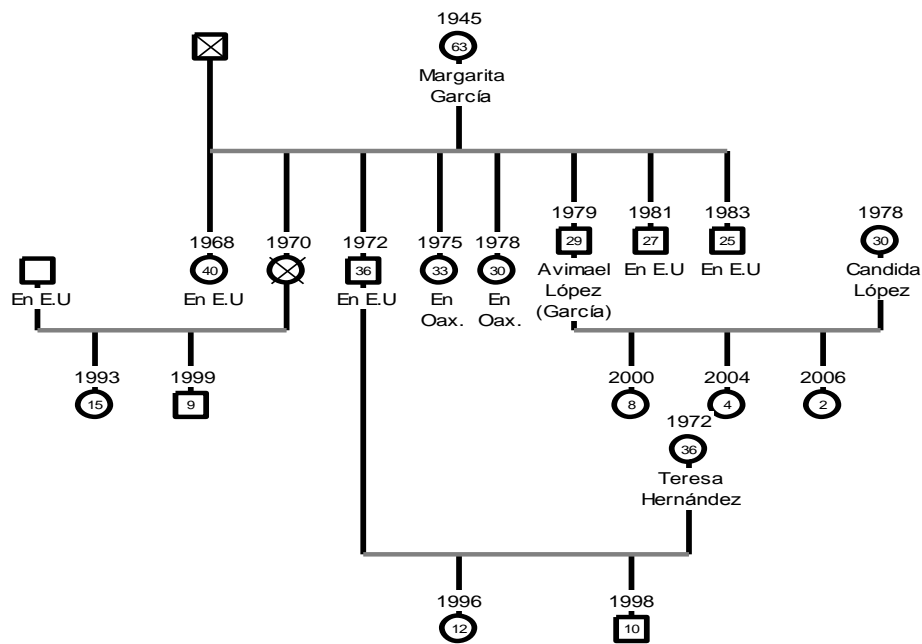 1945
63
Margarita
García
1968 1970 1972 1975 1978 1979 1981 1983 1978
40 36 33 30 29 27 25 30
En E.U En E.U En E.U En Oax. En Oax. Avimael López (García) En E.U En E.U Candida López
1993 1999 2000 2004 2006
15 9 8 4 2
1972
36
Teresa
Hernández
1996 1998
12 10